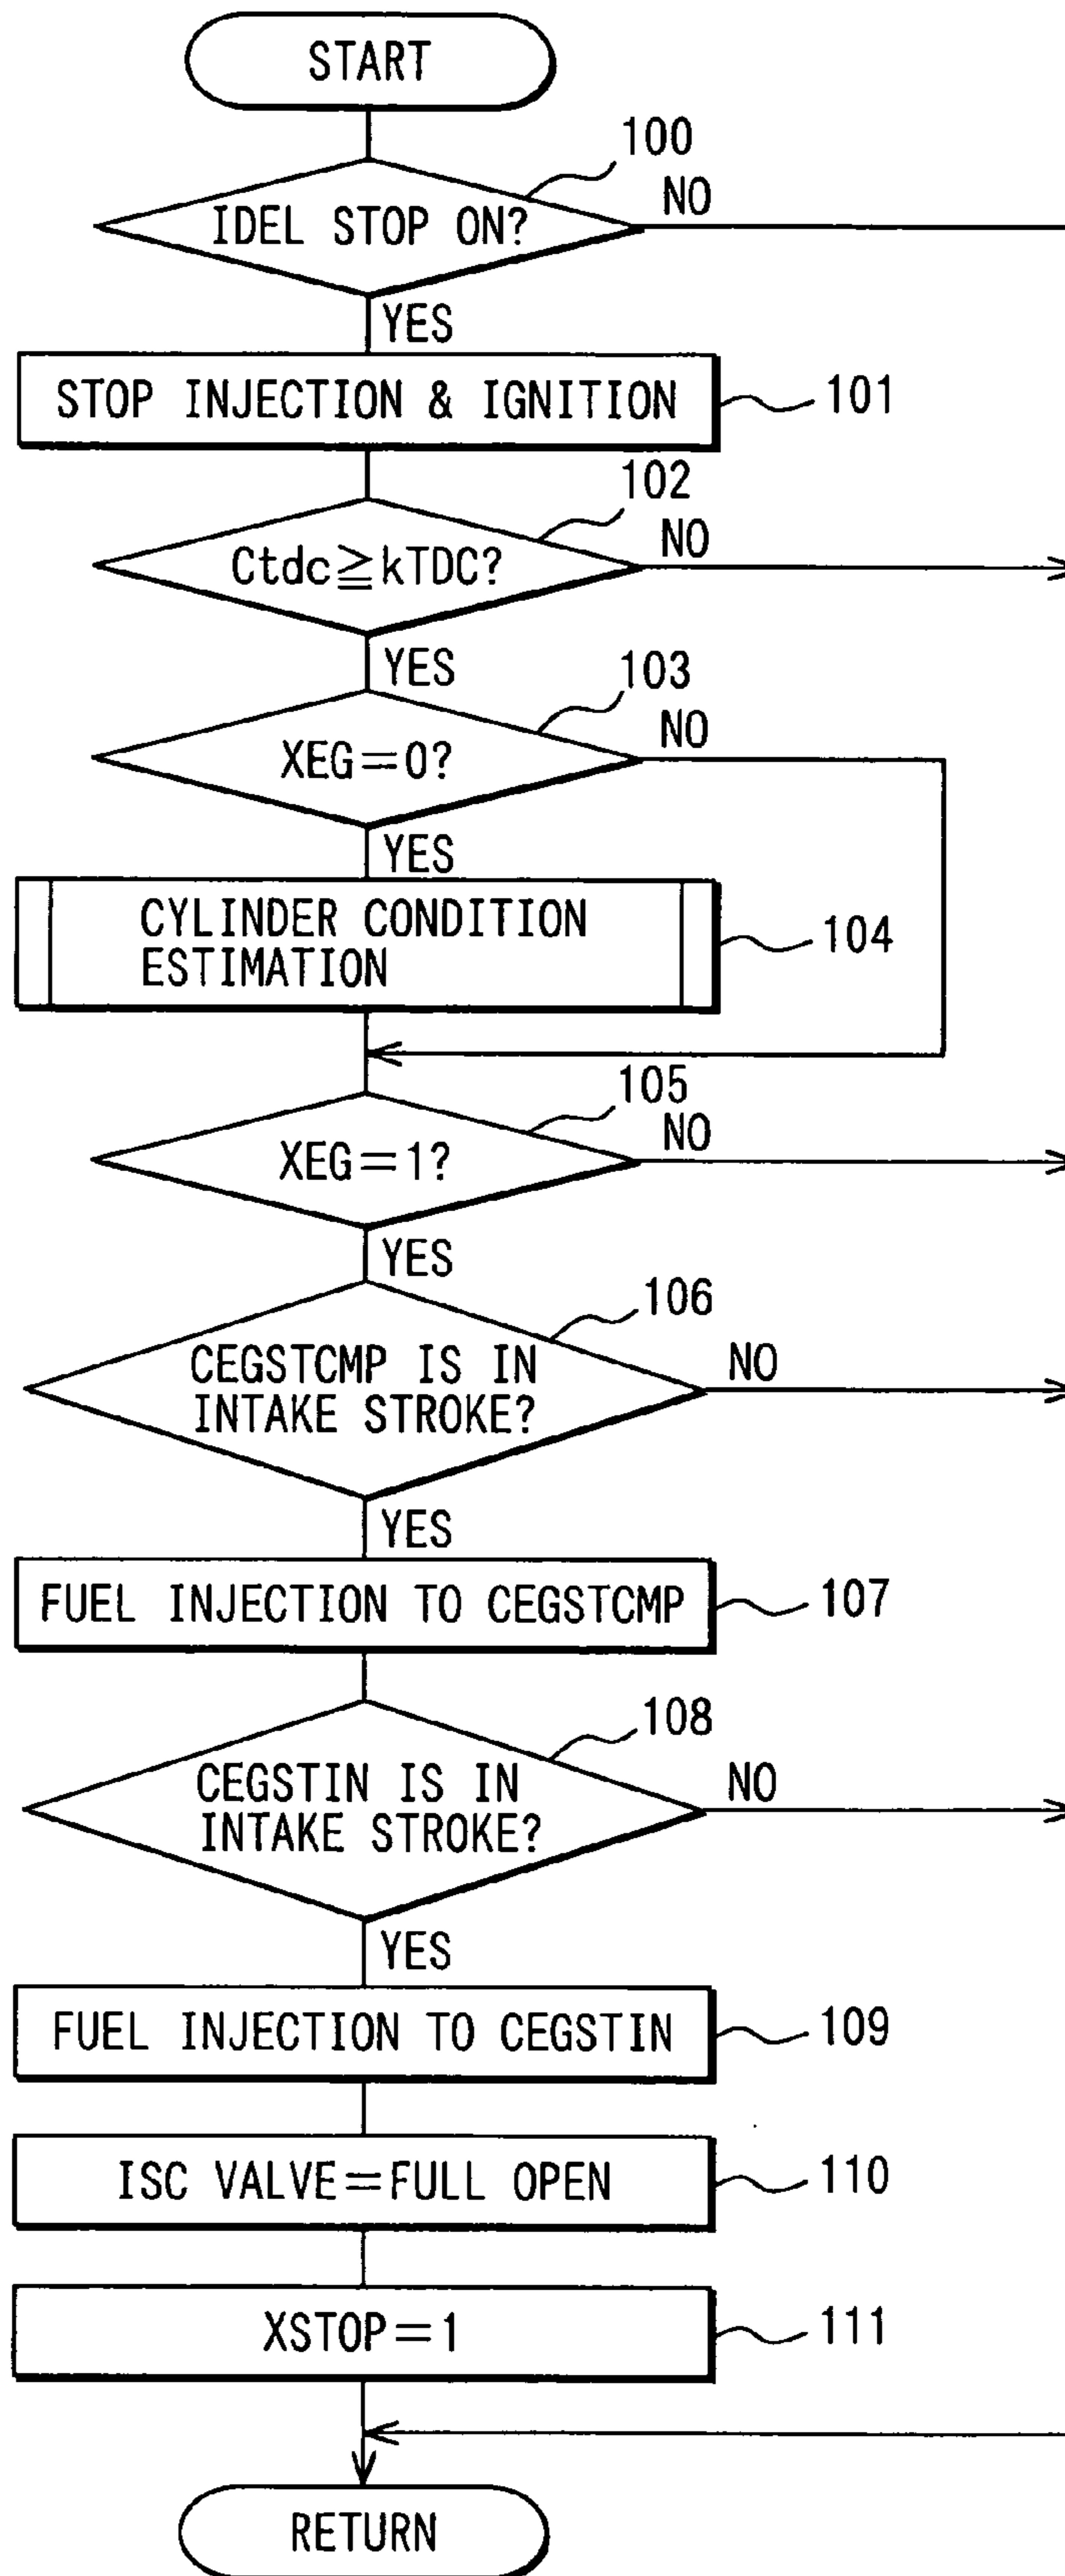 START
100
IDEL STOP ON?
NO
YES
STOP INJECTION & IGNITION
101
102
Ctdc≧kTDC?
NO
YES
103
XEG=0?
NO
YES
CYLINDER CONDITION
ESTIMATION
104
105
XEG=1?
NO
YES
106
CEGSTCMP IS IN
INTAKE STROKE?
NO
YES
FUEL INJECTION TO CEGSTCMP
107
108
CEGSTIN IS IN
INTAKE STROKE?
NO
YES
FUEL INJECTION TO CEGSTIN
109
ISC VALVE=FULL OPEN
110
XSTOP=1
111
RETURN